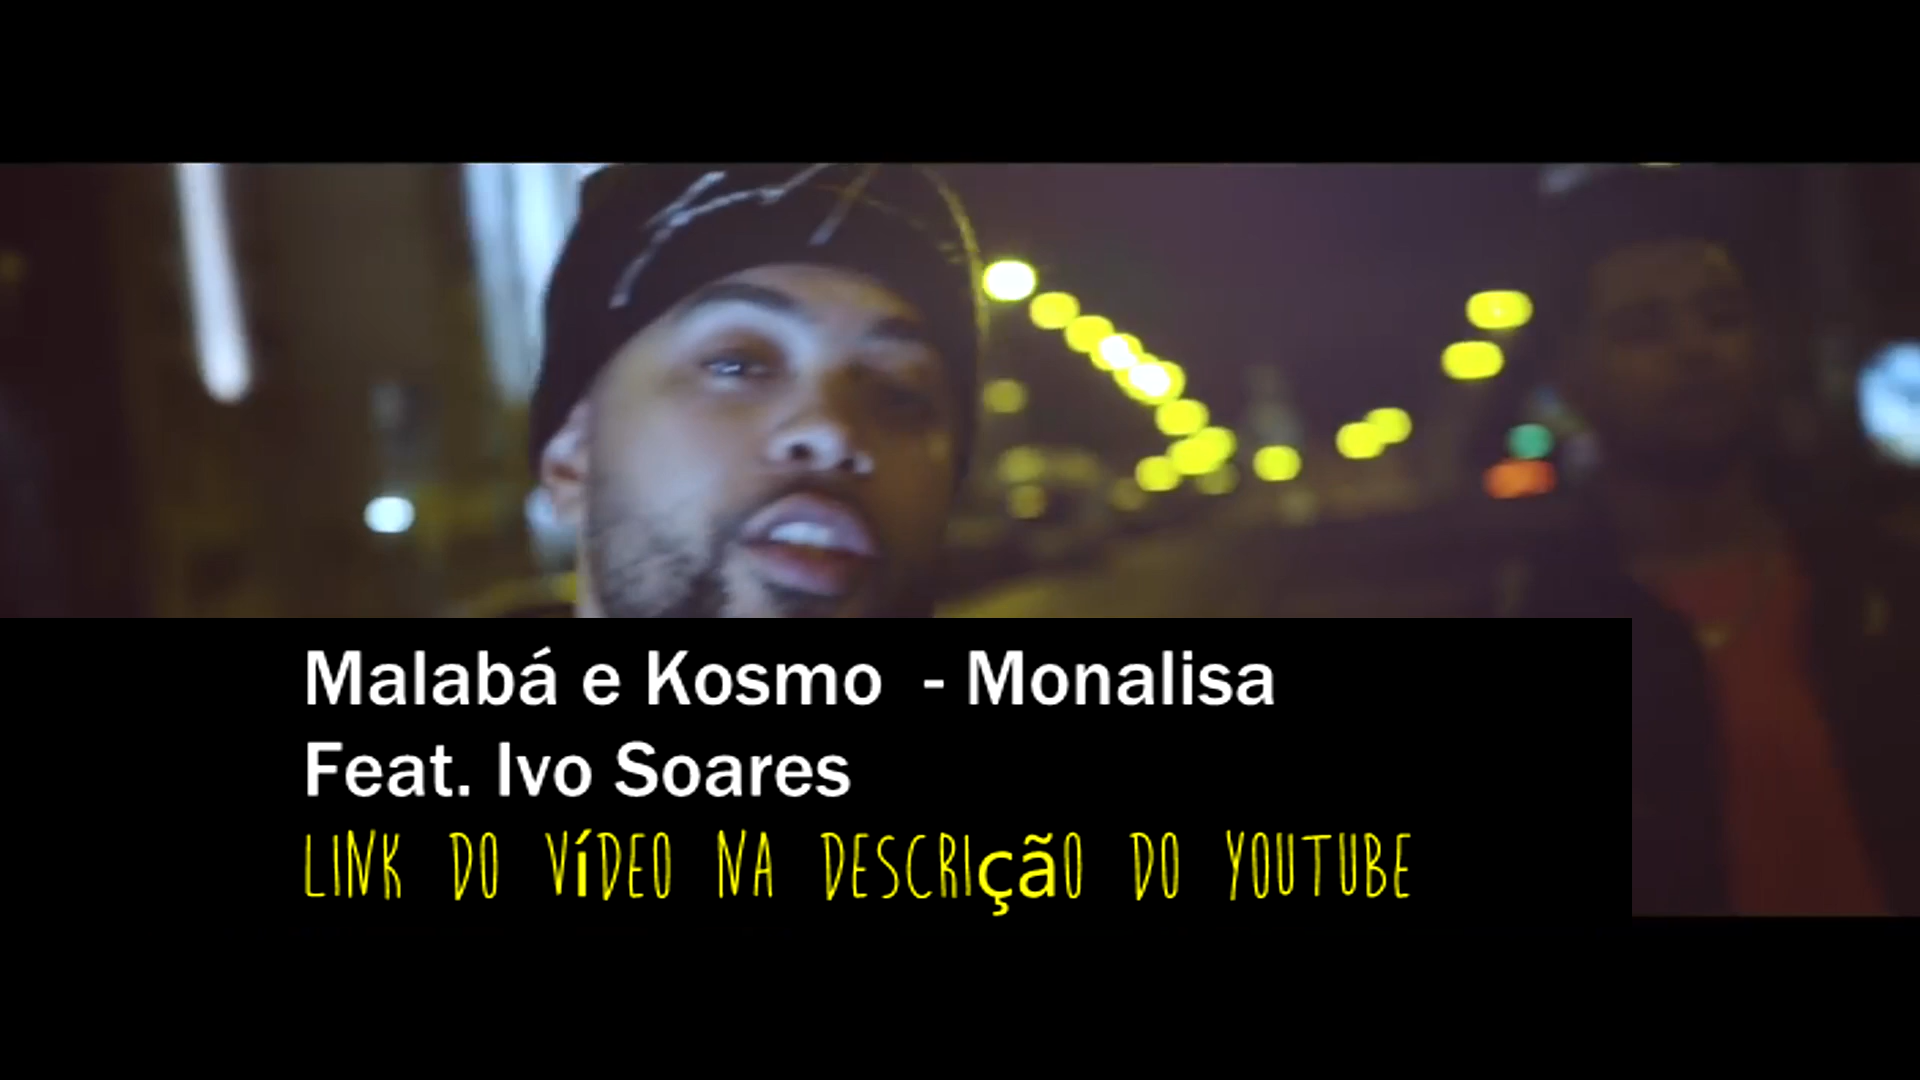 Malabá e Kosmo - Monalisa
Feat. Ivo Soares
LINK DO VÍDEO NA DESCRIÇÃO DO YOUTUBE